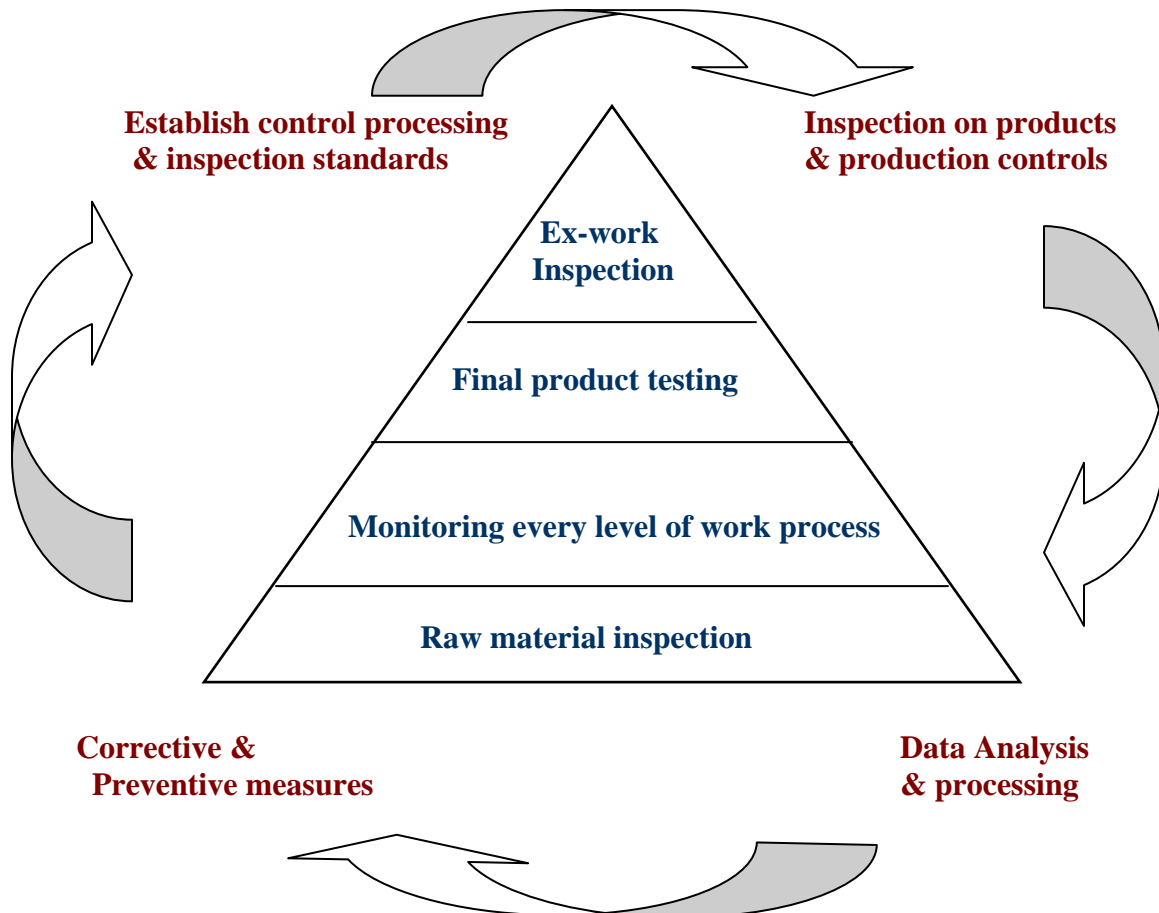 Establish control processing
& inspection standards
Inspection on products
& production controls
Ex-work
Inspection
Final product testing
Monitoring every level of work process
Raw material inspection
Corrective &
Preventive measures
Data Analysis
& processing